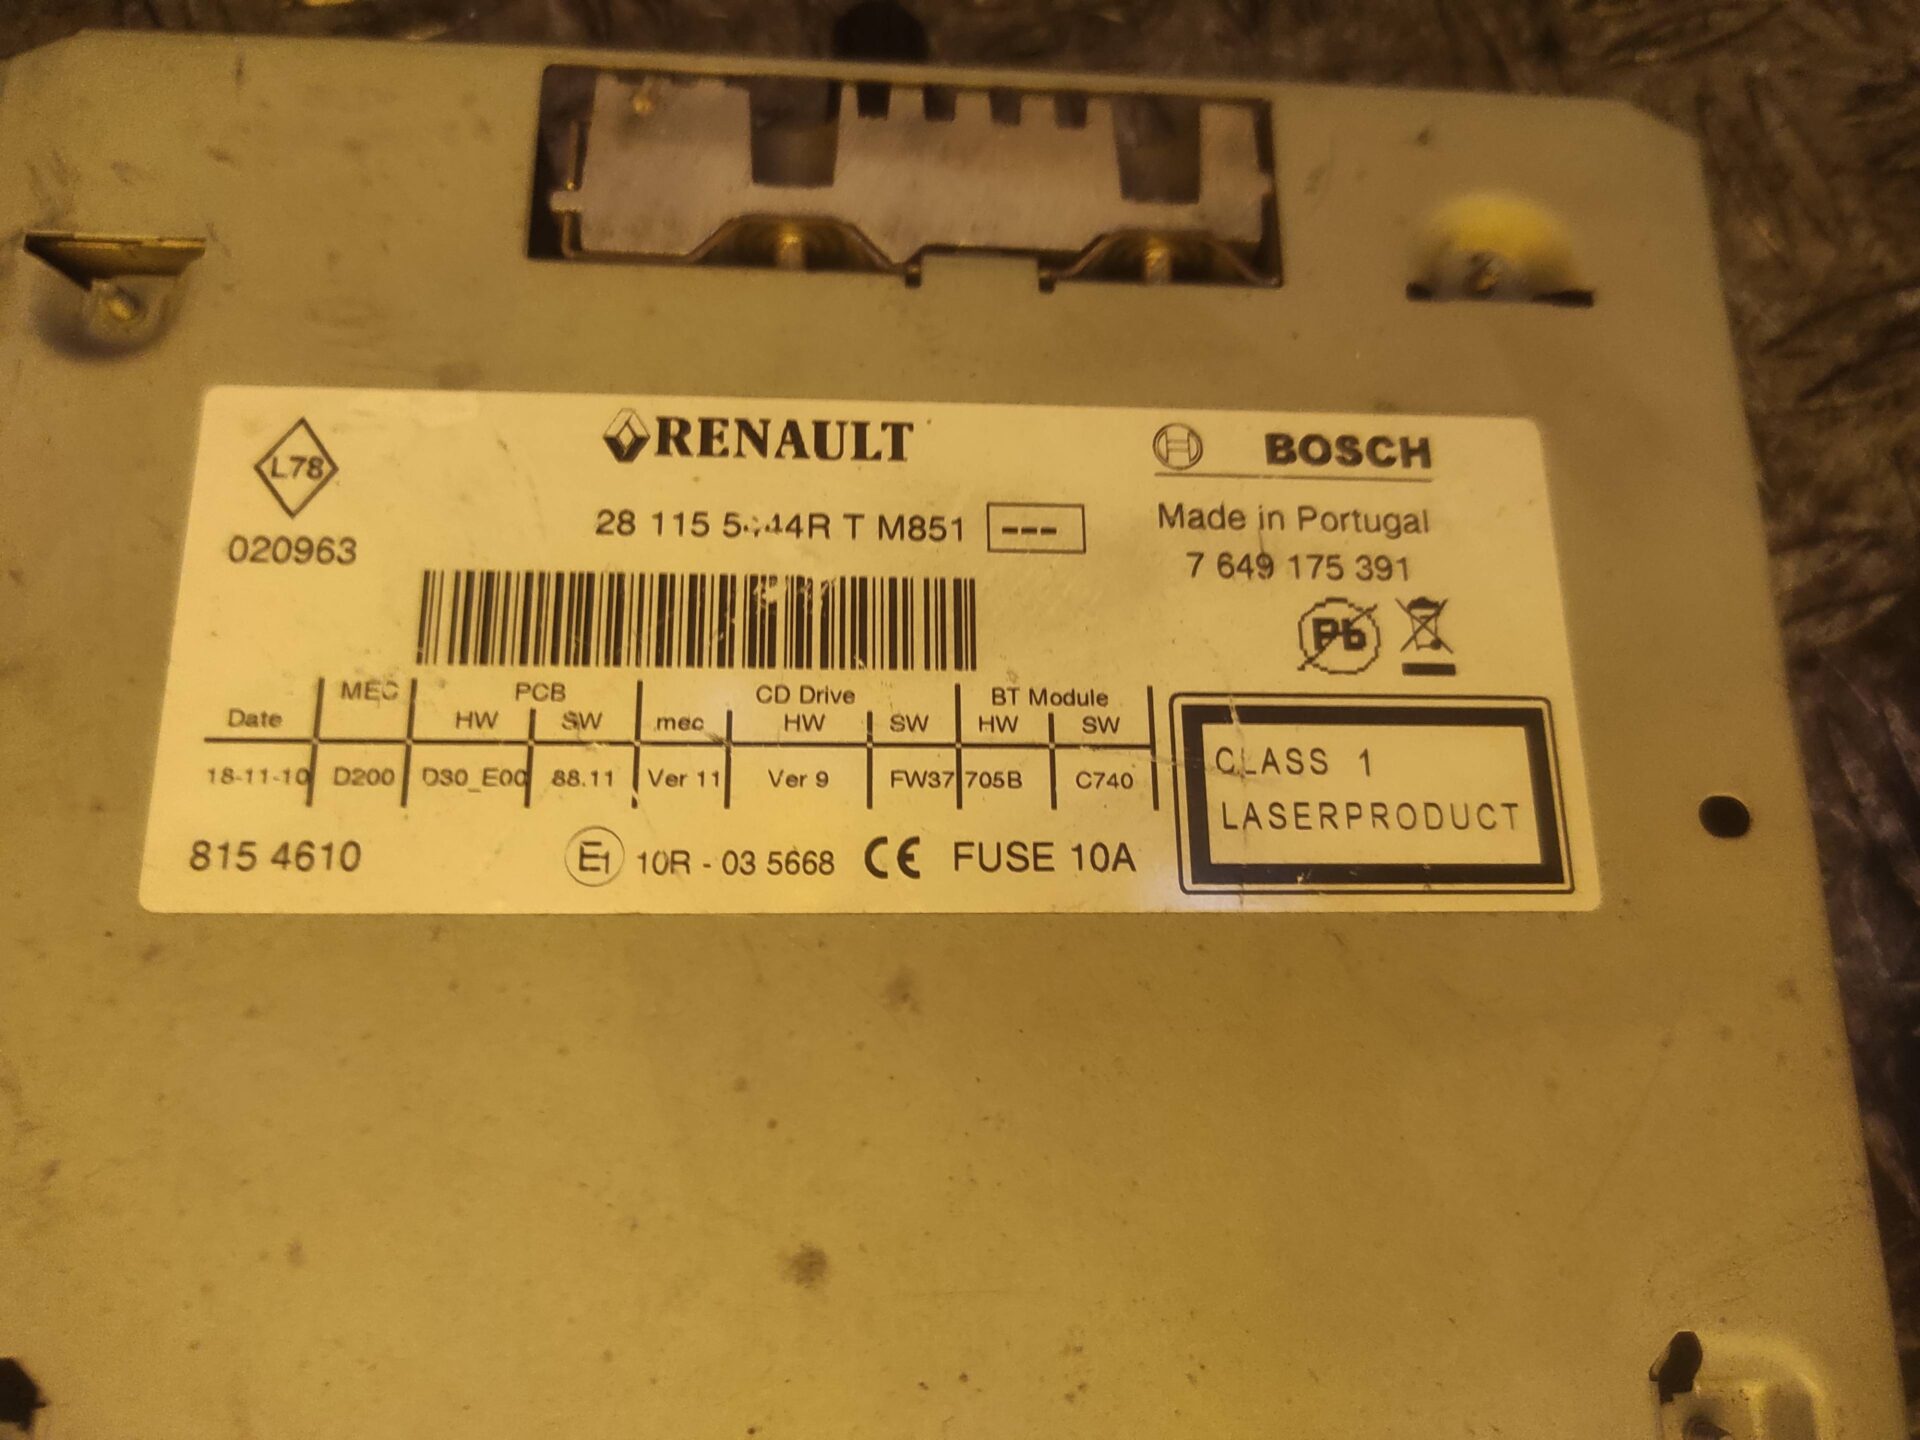 L78
RENAULT
BOSCH
28 115 T M851 ---
Made in Portugal
020963
7 649 175 391
Pb
MEC PCB CD Drive BT Module
Date HW SW mec HW SW HW SW
18-11-10 D200 D30_E00 88.11 Ver 11 Ver 9 FW37 705B C740
CLASS 1
LASERPRODUCT
815 4610 E1 10R - 03 5668 CE FUSE 10A